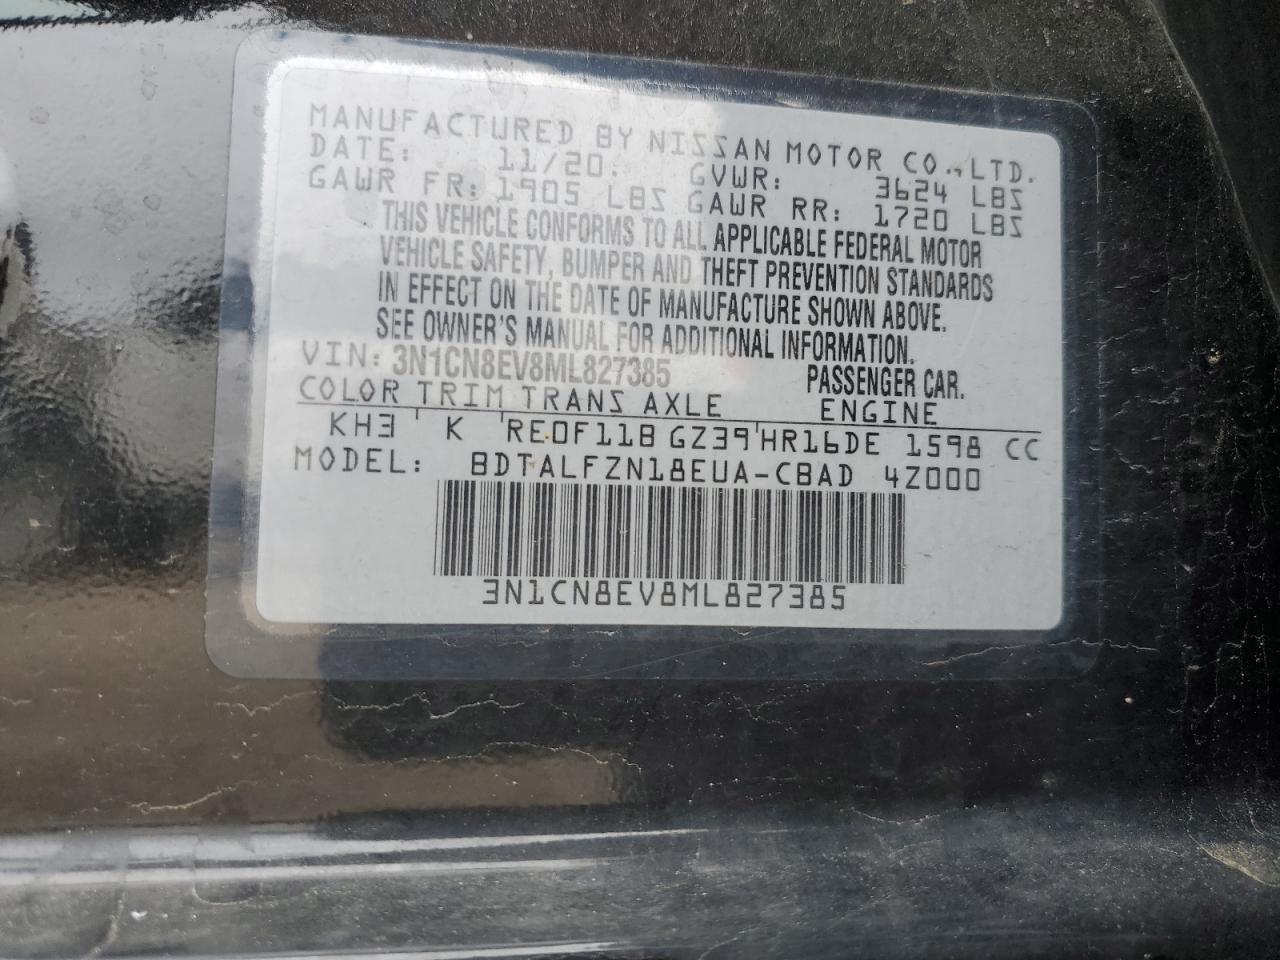 MANUFACTURED BY NISSAN MOTOR CO.,LTD.
DATE: 11/20. GVWR: 3624 LBS
GAWR FR: 1905 LBS GAWR RR: 1720 LBS
THIS VEHICLE CONFORMS TO ALL APPLICABLE FEDERAL MOTOR
VEHICLE SAFETY, BUMPER AND THEFT PREVENTION STANDARDS
IN EFFECT ON THE DATE OF MANUFACTURE SHOWN ABOVE.
SEE OWNER'S MANUAL FOR ADDITIONAL INFORMATION.
VIN: 3N1CN8EV8ML827385 PASSENGER CAR.
COLOR TRIM TRANS AXLE ENGINE
KH3 K RE0F11B GZ39 HR16DE 1598 CC
MODEL: BDTALFZN18EUA-CBAD 4Z000
3N1CN8EV8ML827385